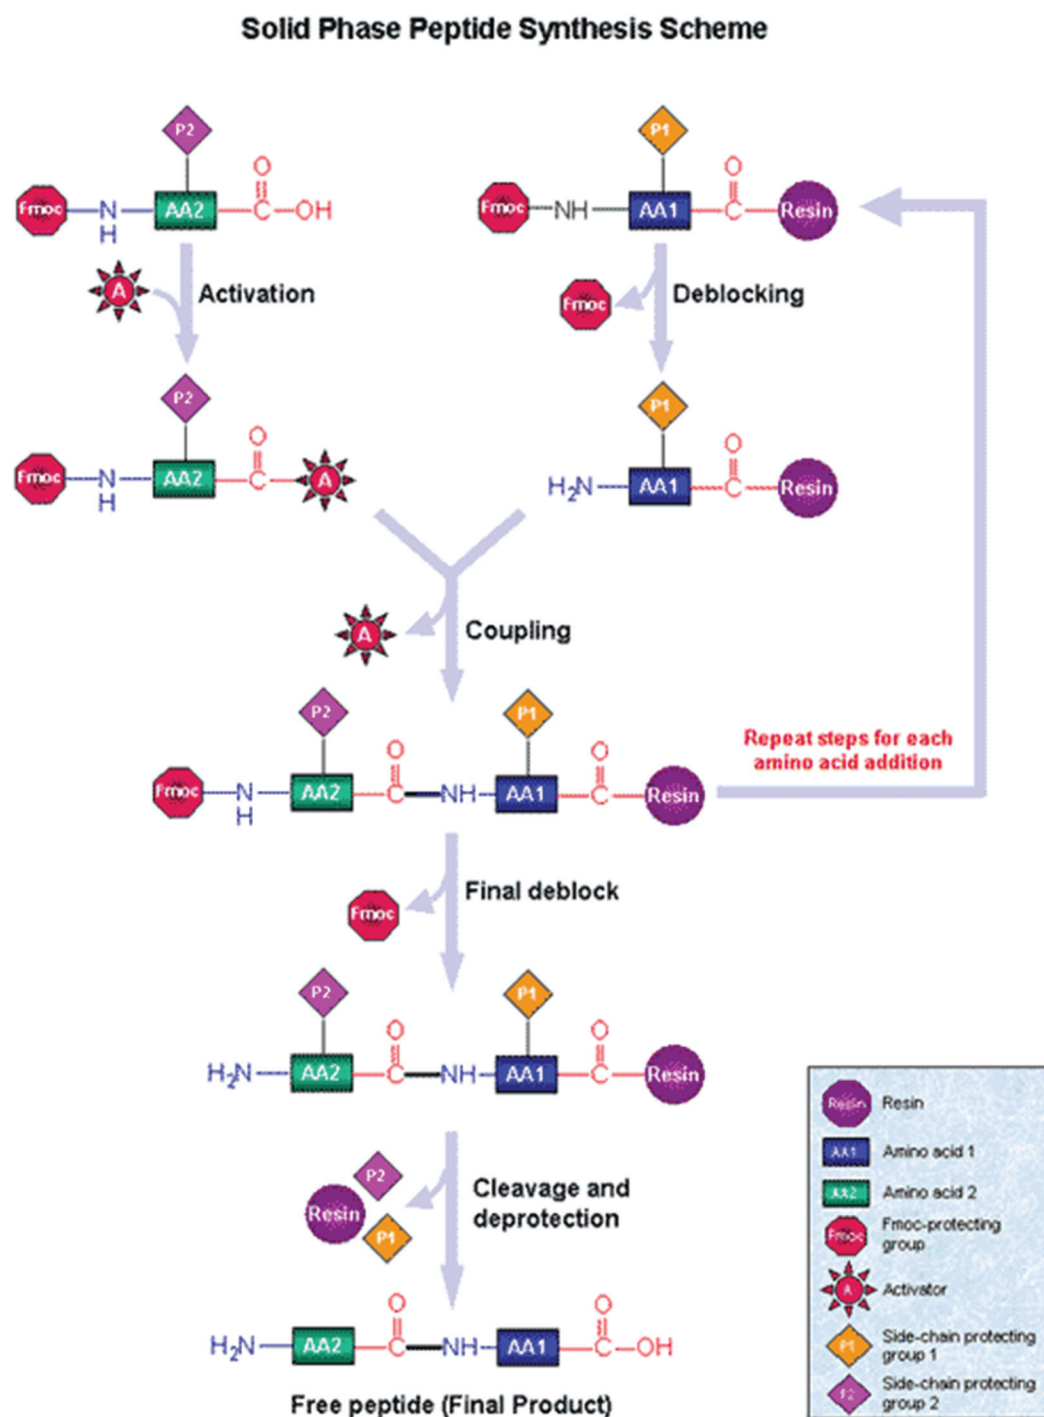 Solid Phase Peptide Synthesis Scheme
P2
P1
O
O
Fmoc N AA2 C OH
H
Fmoc NH AA1 C Resin
A Activation
Fmoc Deblocking
P2
P1
O
O
Fmoc N AA2 C A
H
H2N AA1 C Resin
A Coupling
P2
P1
O
O
Repeat steps for each
amino acid addition
Fmoc N AA2 C NH AA1 C Resin
H
Fmoc Final deblock
P2
P1
O
O
H2N AA2 C NH AA1 C Resin
P2
Resin
P1
Cleavage and
deprotection
O
O
H2N AA2 C NH AA1 C OH
Free peptide (Final Product)
Resin Resin
AA1 Amino acid 1
AA2 Amino acid 2
Fmoc Fmoc-protecting
group
A Activator
P1 Side-chain protecting
group 1
P2 Side-chain protecting
group 2